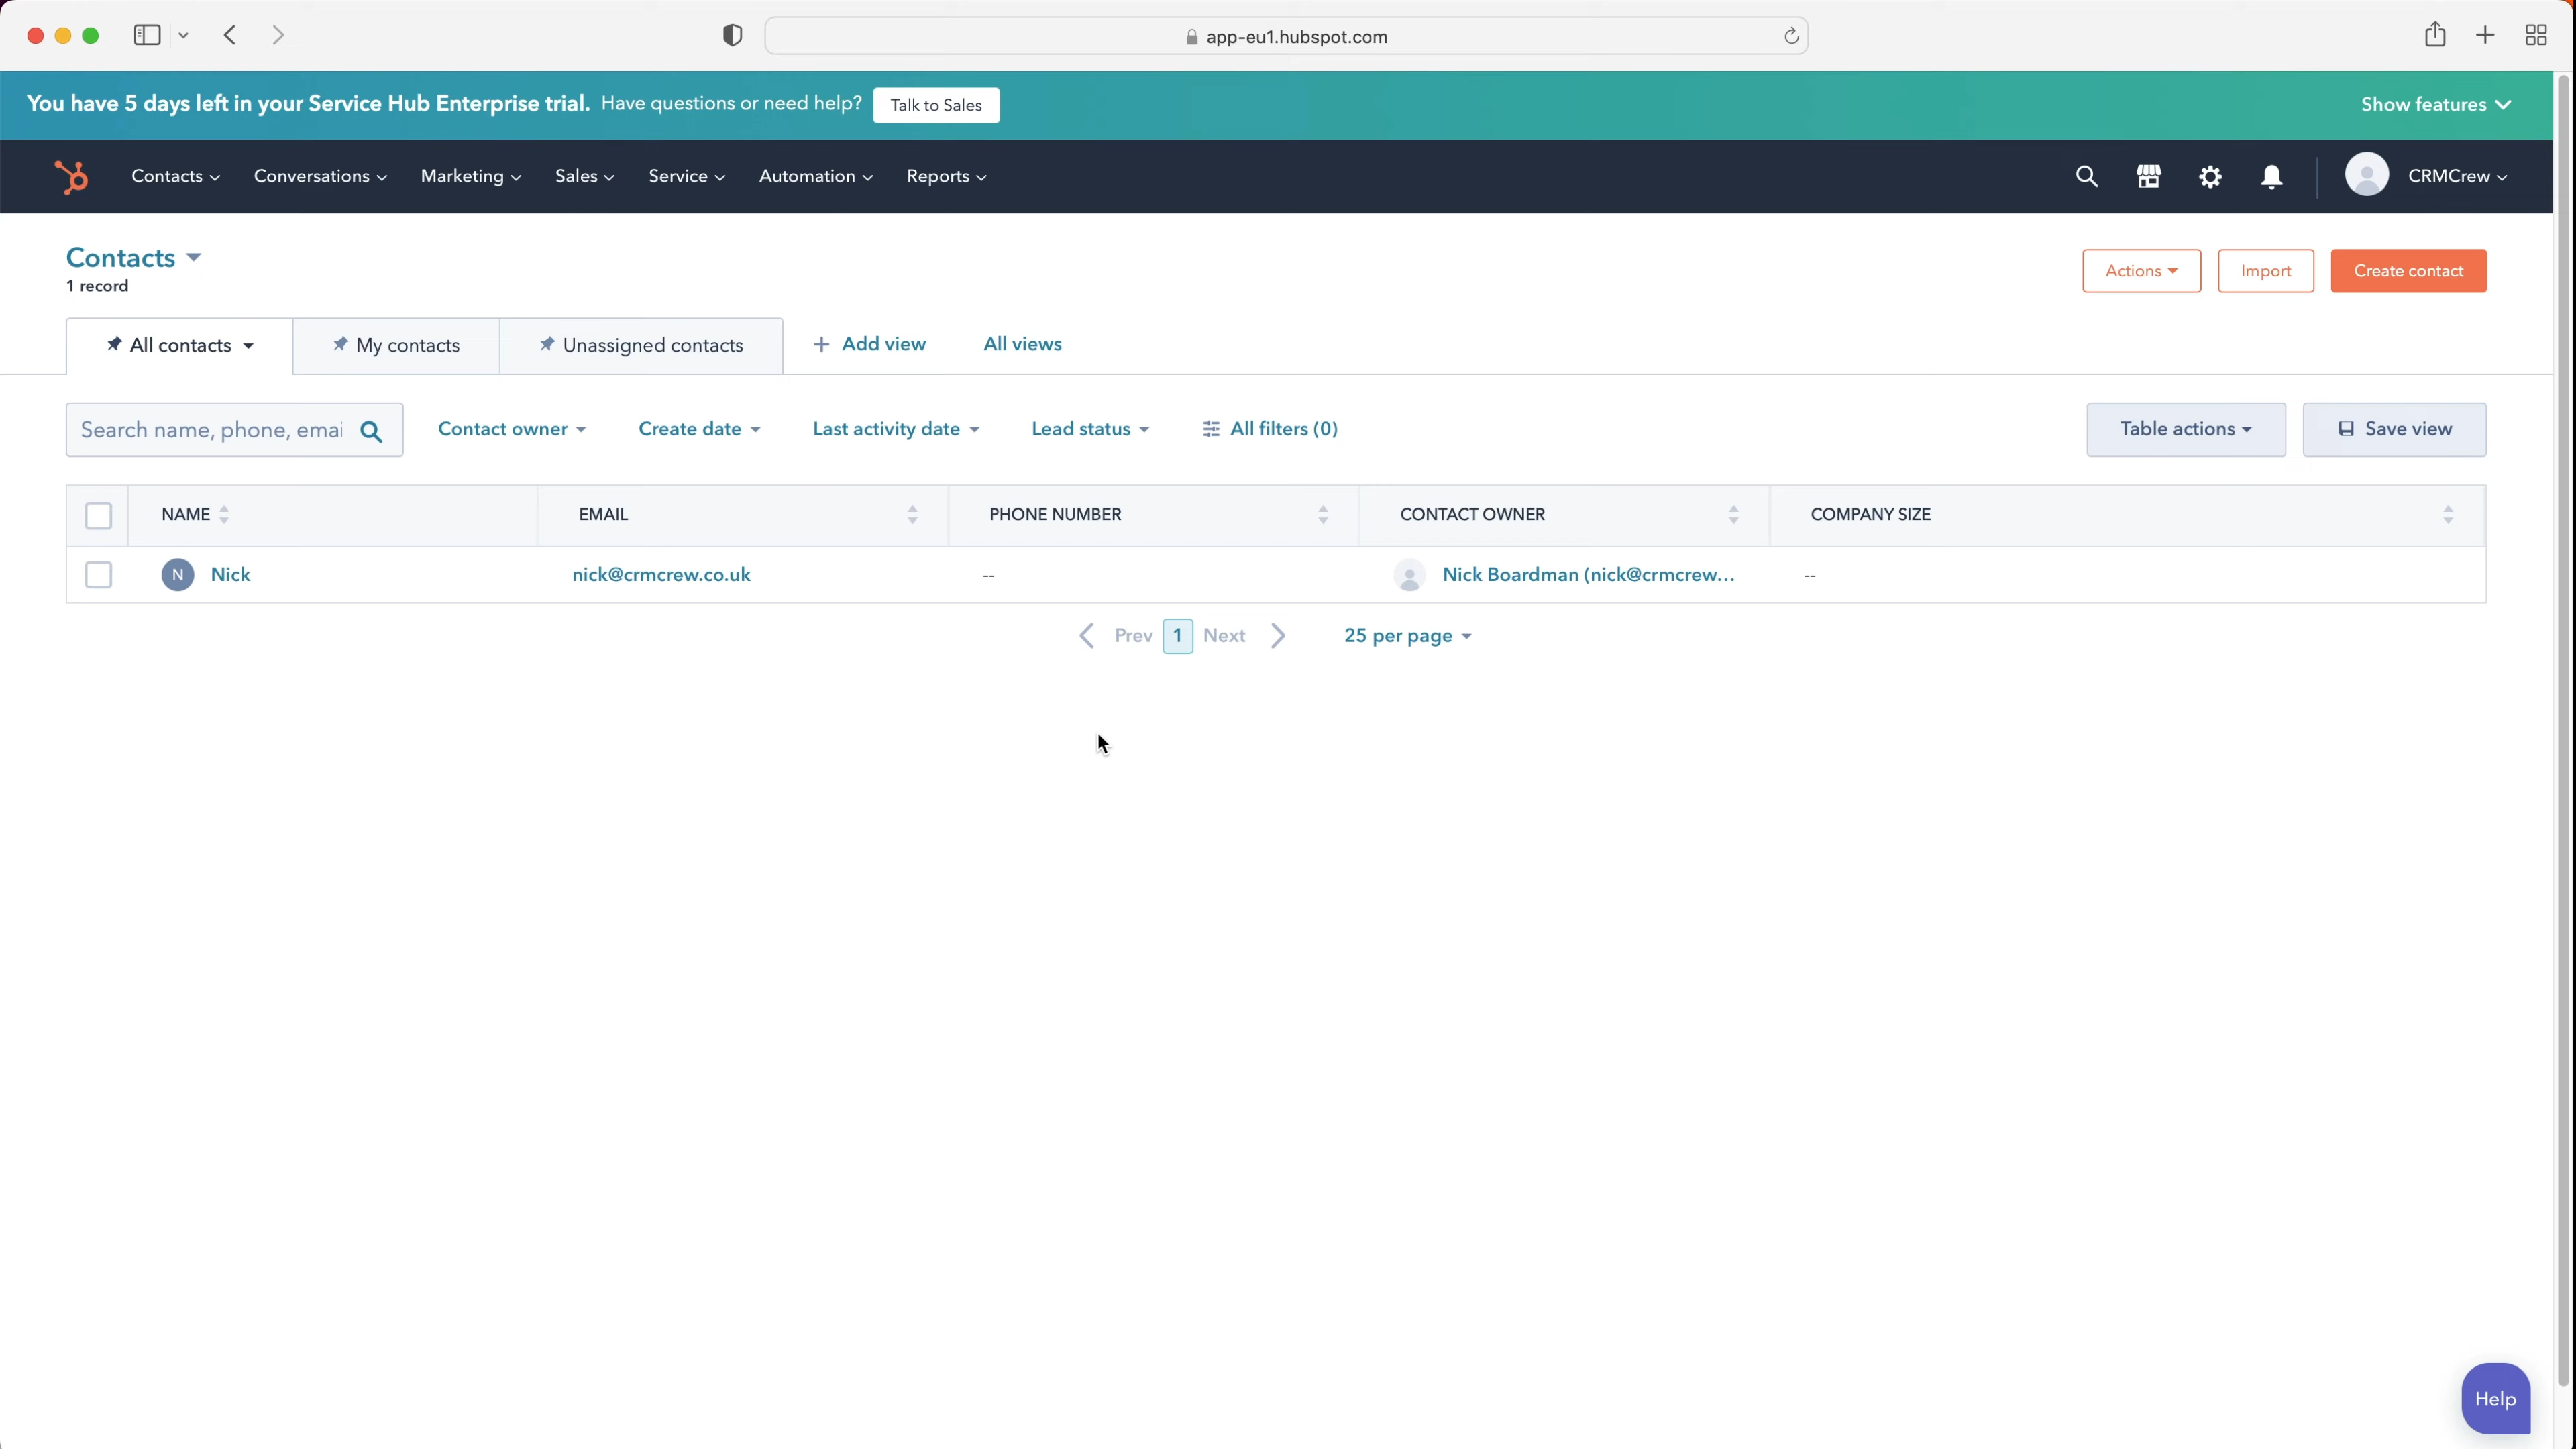 app-eu1.hubspot.com
You have 5 days left in your Service Hub Enterprise trial. Have questions or need help? Talk to Sales Show features
Contacts Conversations Marketing Sales Service Automation Reports CRMCrew
Contacts
1 record
Actions Import Create contact
All contacts My contacts Unassigned contacts + Add view All views
Search name, phone, emai Contact owner Create date Last activity date Lead status All filters (0) Table actions Save view
NAME EMAIL PHONE NUMBER CONTACT OWNER COMPANY SIZE
N Nick nick@crmcrew.co.uk -- Nick Boardman (nick@crmcrew... --
Prev 1 Next 25 per page
Help